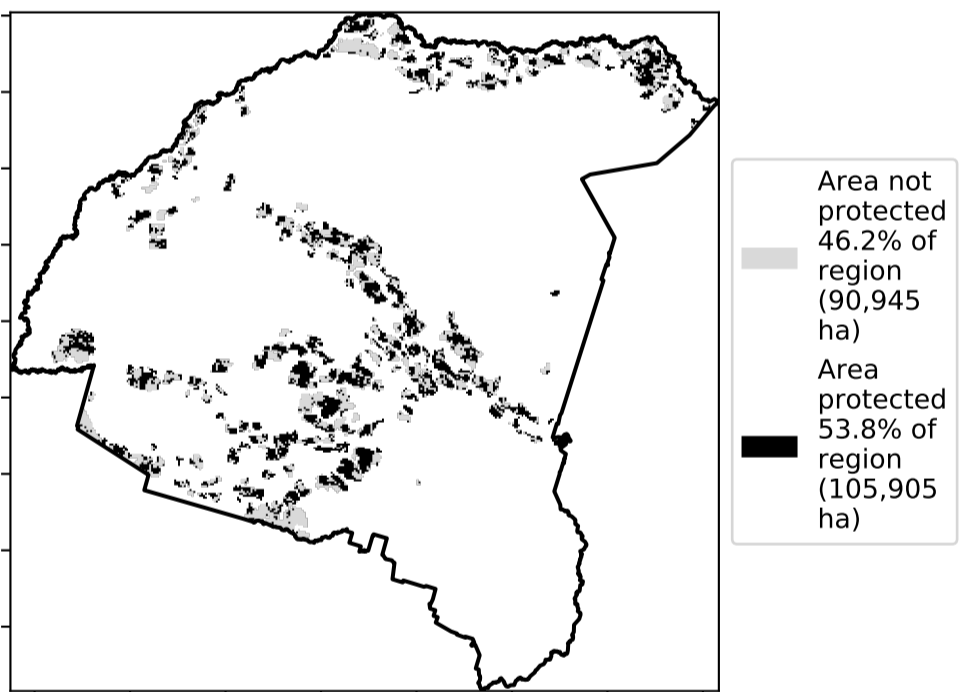 Area not
protected
46.2% of
region
(90,945
ha)
Area
protected
53.8% of
region
(105,905
ha)